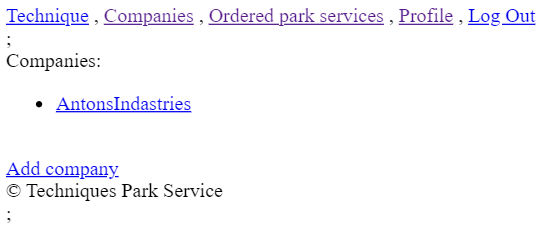 Technique , Companies , Ordered park services , Profile , Log Out
;
Companies:
• AntonsIndastries
Add company
© Techniques Park Service
;